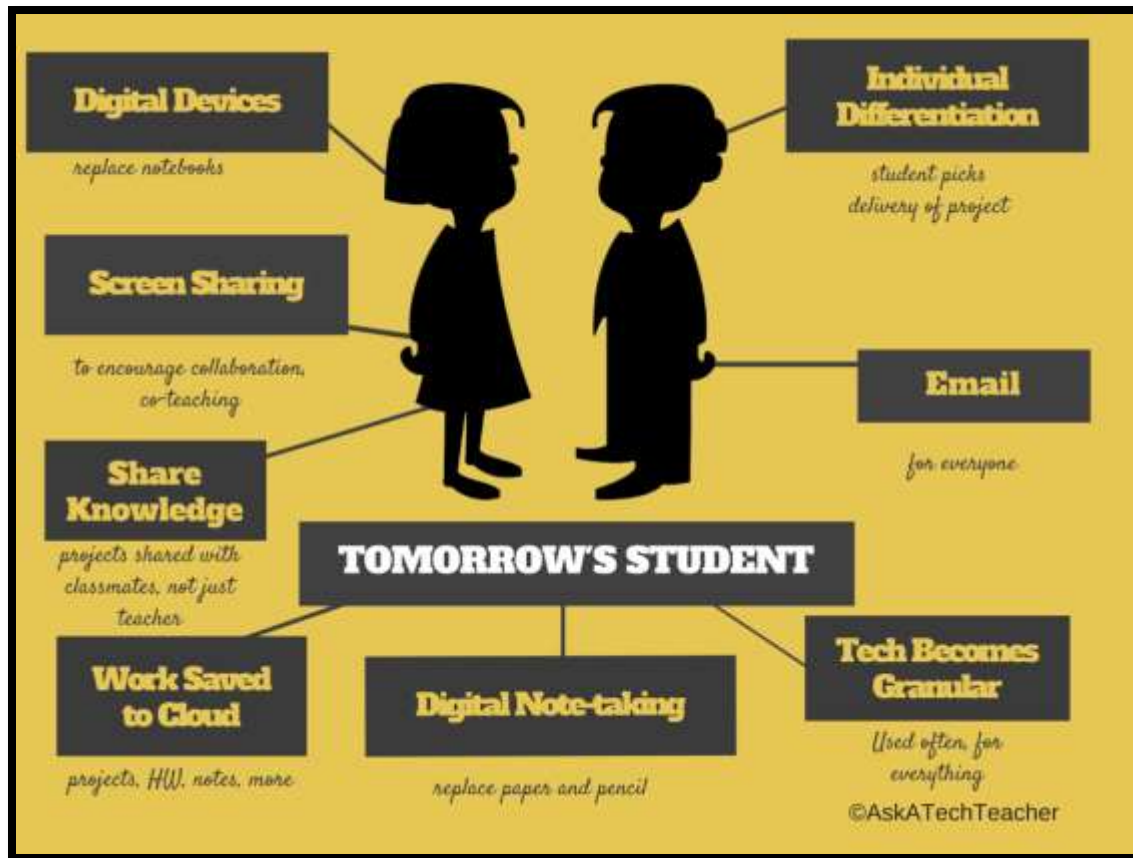 Digital Devices
replace notebooks
Individual
Differentiation
student picks
delivery of project
Screen Sharing
to encourage collaboration,
co-teaching
Email
for everyone
Share
Knowledge
projects shared with
classmates, not just
teacher
TOMORROW'S STUDENT
Work Saved
to Cloud
projects, HW, notes, more
Digital Note-taking
replace paper and pencil
Tech Becomes
Granular
Used often, for
everything
©AskATechTeacher